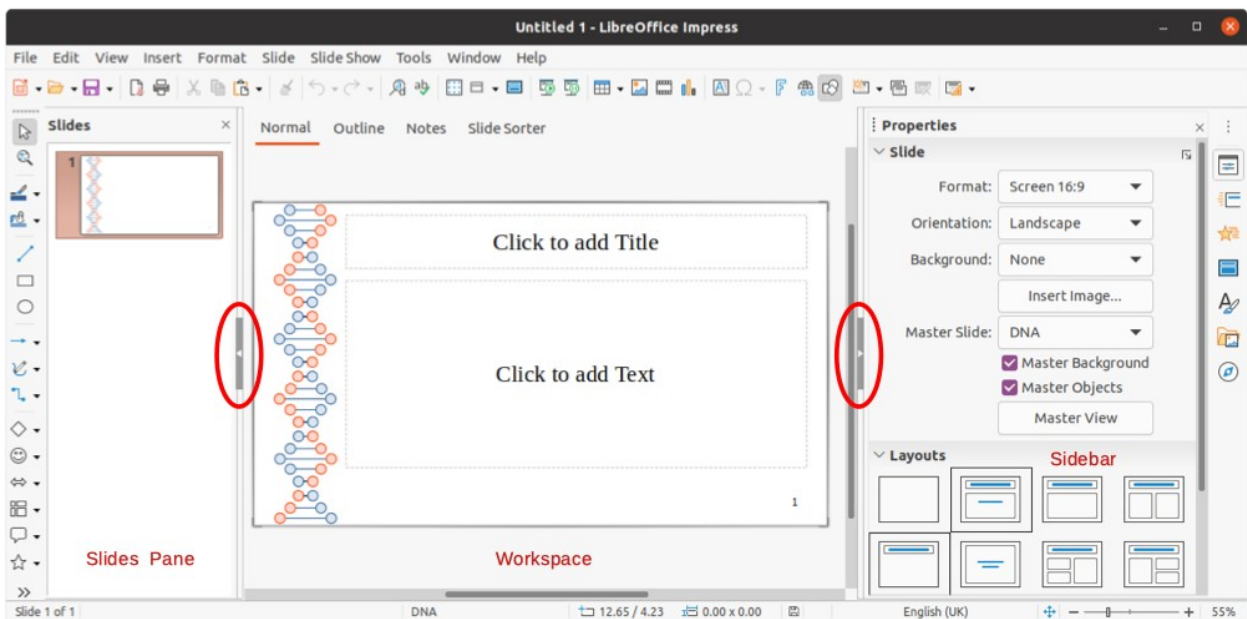 Untitled 1 - LibreOffice Impress
File Edit View Insert Format Slide Slide Show Tools Window Help
Slides
1
Normal Outline Notes Slide Sorter
Click to add Title
Click to add Text
1
Slides Pane
Workspace
Properties
Slide
Format: Screen 16:9
Orientation: Landscape
Background: None
Insert Image...
Master Slide: DNA
Master Background
Master Objects
Master View
Layouts
Sidebar
Slide 1 of 1 DNA 12.65 / 4.23 0.00 x 0.00 English (UK) 55%